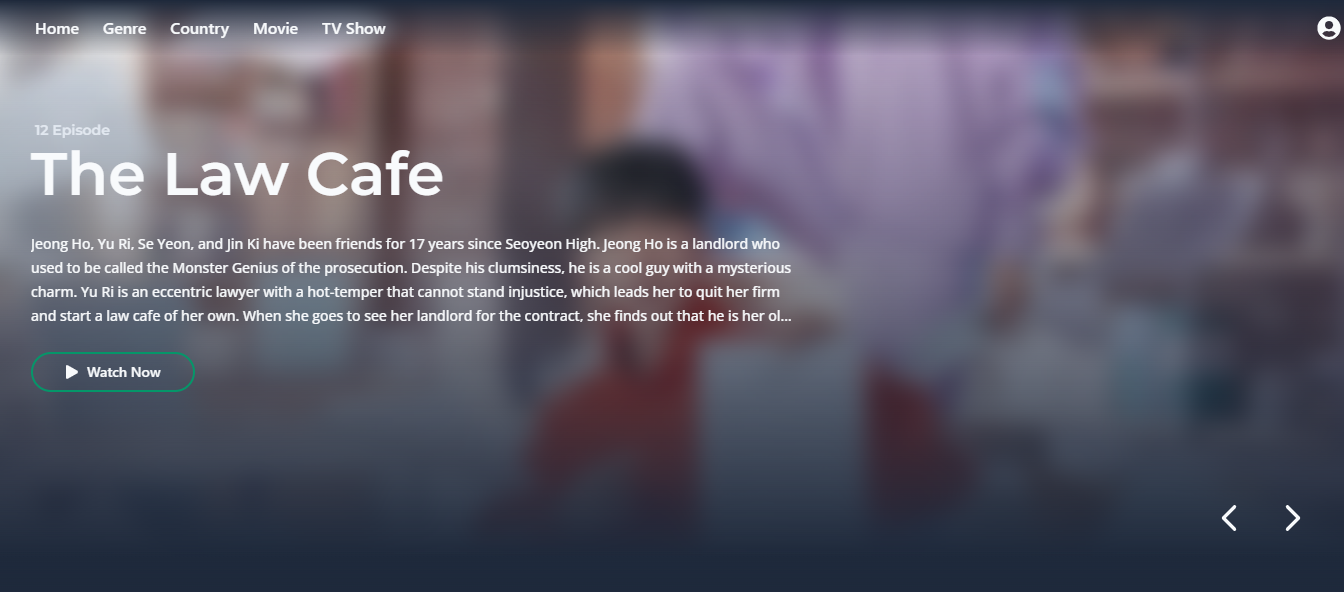 Home Genre Country Movie TV Show
12 Episode
The Law Cafe
Jeong Ho, Yu Ri, Se Yeon, and Jin Ki have been friends for 17 years since Seoyeon High. Jeong Ho is a landlord who
used to be called the Monster Genius of the prosecution. Despite his clumsiness, he is a cool guy with a mysterious
charm. Yu Ri is an eccentric lawyer with a hot-temper that cannot stand injustice, which leads her to quit her firm
and start a law cafe of her own. When she goes to see her landlord for the contract, she finds out that he is her ol...
Watch Now